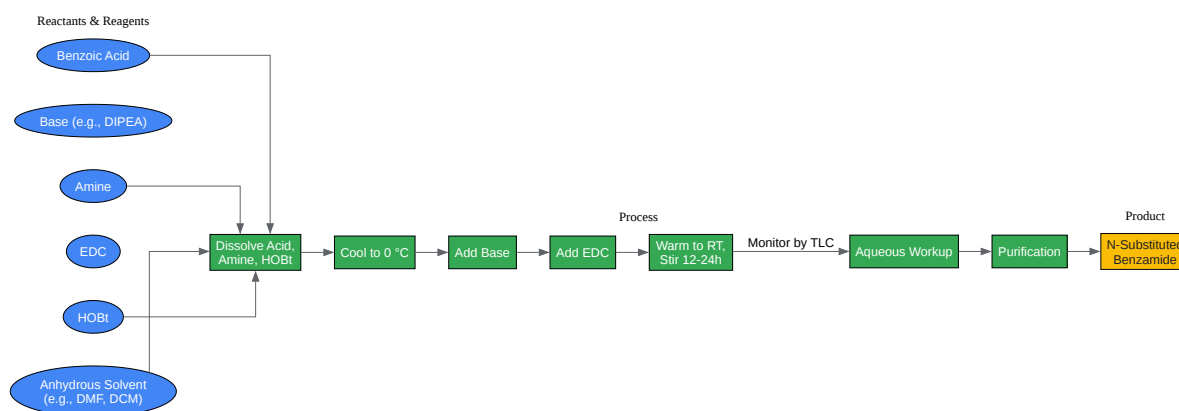 Reactants & Reagents
Benzoic Acid
Base (e.g., DIPEA)
Amine
EDC
HOBt
Anhydrous Solvent
(e.g., DMF, DCM)
Process
Dissolve Acid,
Amine, HOBt
Cool to 0 °C
Add Base
Add EDC
Warm to RT,
Stir 12-24h
Monitor by TLC
Aqueous Workup
Purification
Product
N-Substituted
Benzamide